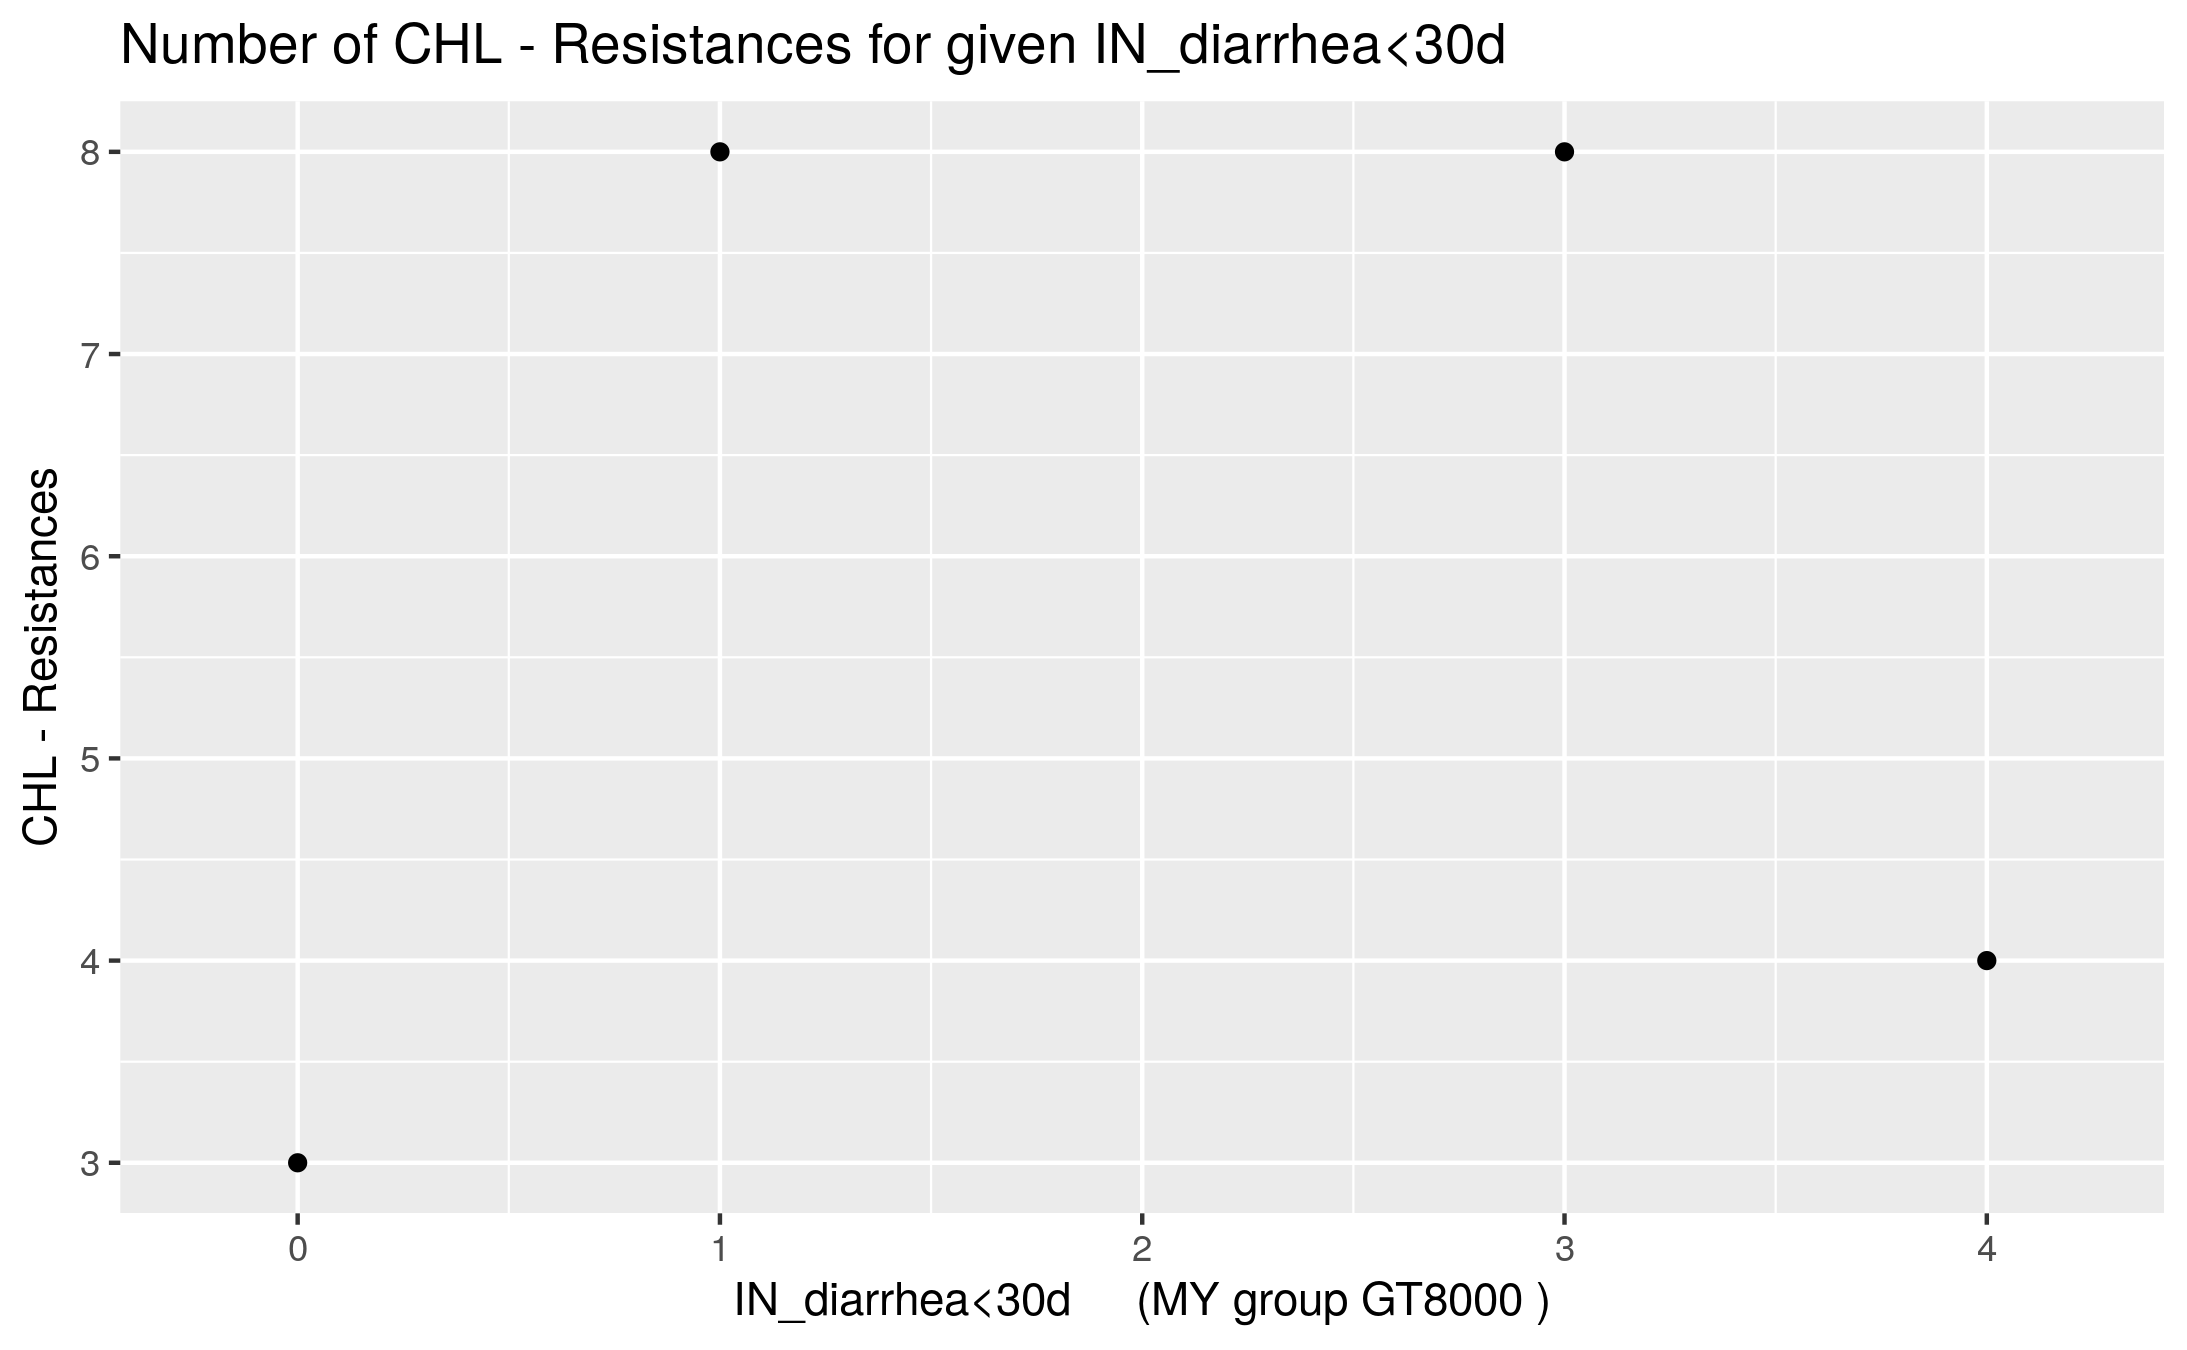 Number of CHL - Resistances for given IN_diarrhea<30d
CHL - Resistances
8
7
6
5
4
3
0 1 2 3 4
IN_diarrhea<30d (MY group GT8000 )